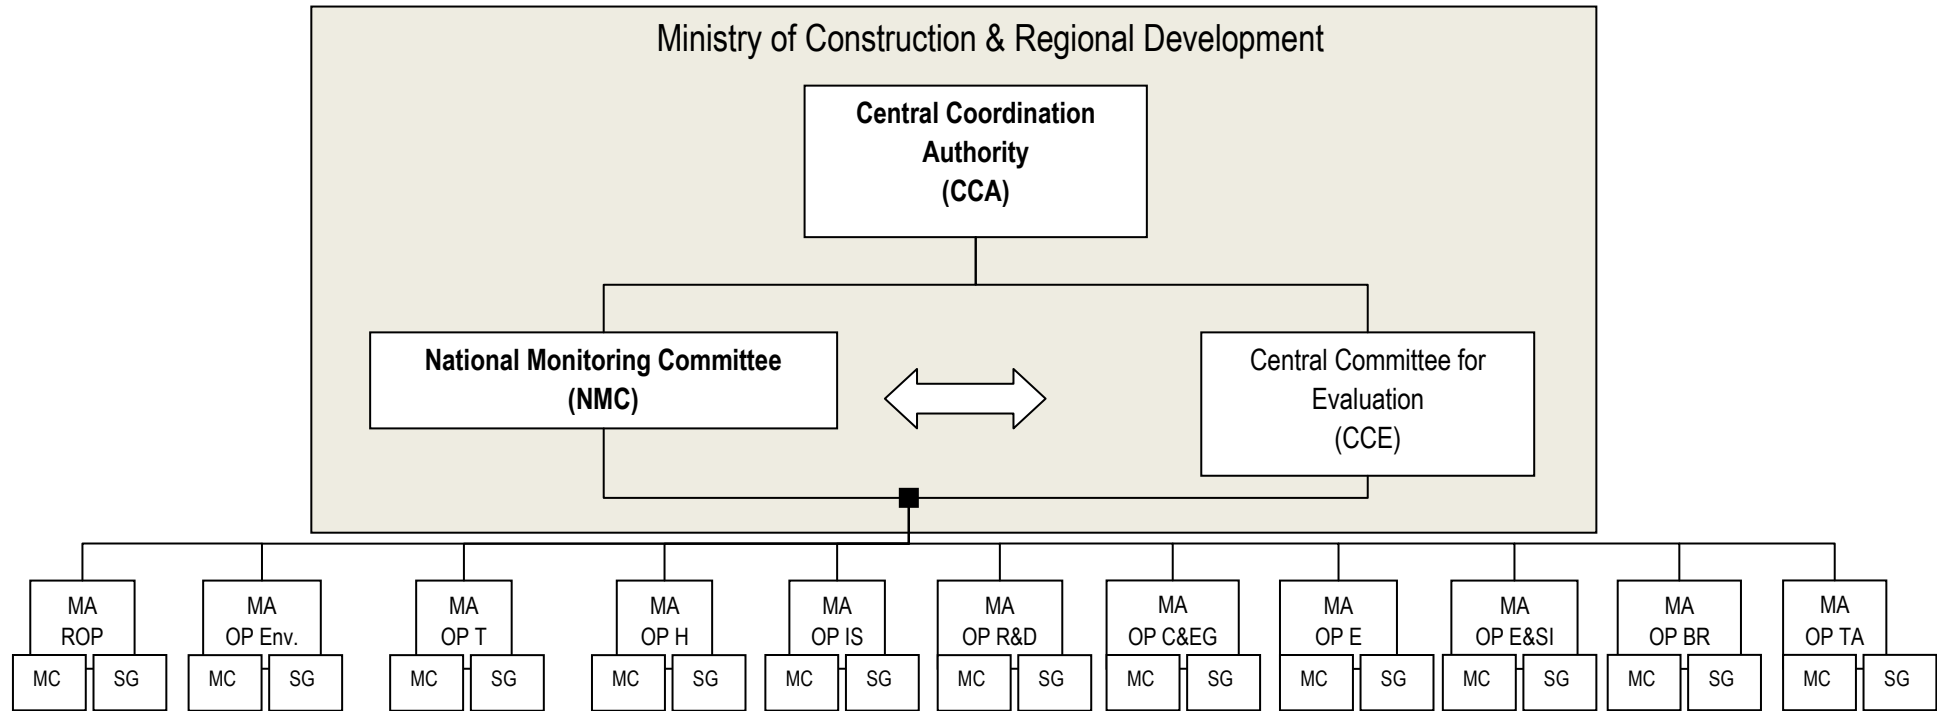 Ministry of Construction & Regional Development
Central Coordination
Authority
(CCA)
National Monitoring Committee
(NMC)
Central Committee for
Evaluation
(CCE)
MA
ROP
MC
SG
MA
OP Env.
MC
SG
MA
OP T
MC
SG
MA
OP H
MC
SG
MA
OP IS
MC
SG
MA
OP R&D
MC
SG
MA
OP C&EG
MC
SG
MA
OP E
MC
SG
MA
OP E&SI
MC
SG
MA
OP BR
MC
SG
MA
OP TA
MC
SG